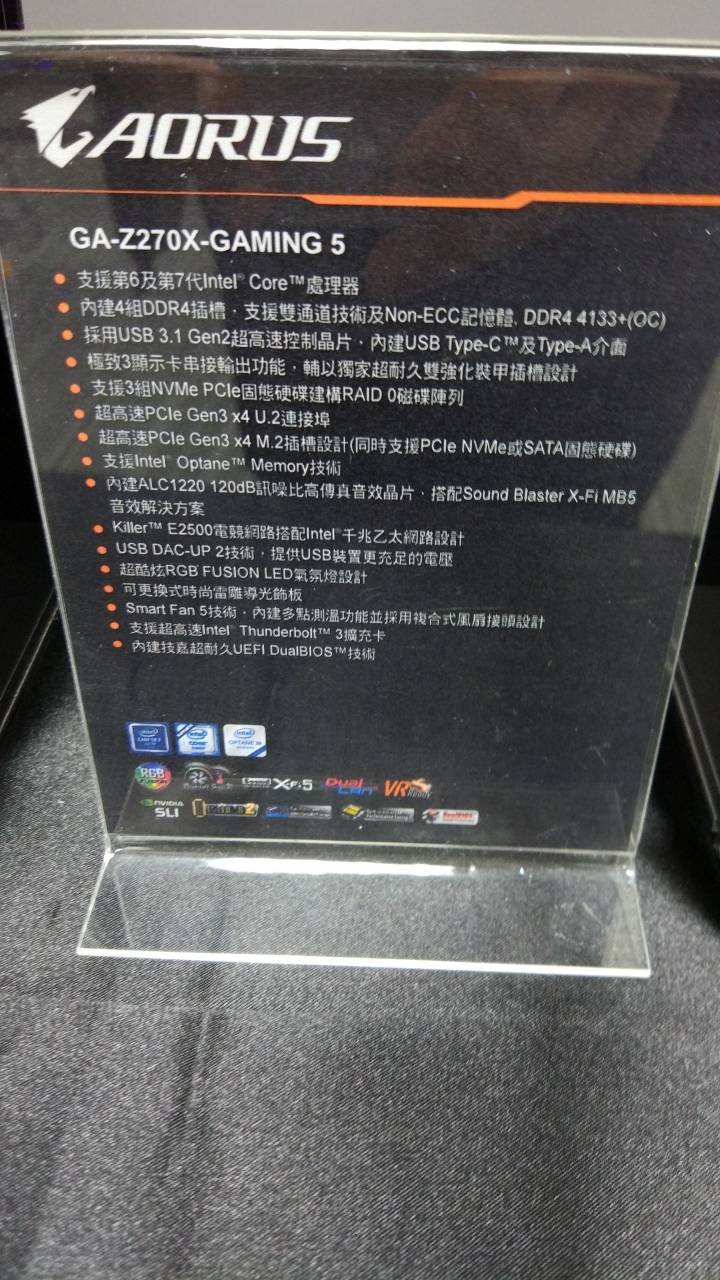 AORUS
GA-Z270X-GAMING 5
支援第6及第7代Intel® Core™處理器
內建4組DDR4插槽，支援雙通道技術及Non-ECC記憶體, DDR4 4133+(OC)
採用USB 3.1 Gen2超高速控制晶片，內建USB Type-C™及Type-A介面
極致3顯示卡串接輸出功能，輔以獨家超耐久雙強化裝甲插槽設計
支援3組NVMe PCIe固態硬碟建構RAID 0磁碟陣列
超高速PCIe Gen3 x4 U.2連接埠
超高速PCIe Gen3 x4 M.2插槽設計(同時支援PCIe NVMe或SATA固態硬碟)
支援Intel® Optane™ Memory技術
內建ALC1220 120dB訊噪比高傳真音效晶片，搭配Sound Blaster X-Fi MB5
音效解決方案
Killer™ E2500電競網路搭配Intel®千兆乙太網路設計
USB DAC-UP 2技術，提供USB裝置更充足的電壓
超酷炫RGB FUSION LED氣氛燈設計
可更換式時尚雷雕導光飾板
Smart Fan 5技術，內建多點測溫功能並採用複合式風扇接頭設計
支援超高速Intel® Thunderbolt™ 3擴充卡
內建技嘉超耐久UEFI DualBIOS™技術
intel intel CORE intel OPTANE
RGB X-Fi 5 Dual LAN VR Ready
NVIDIA SLI DualBIOS